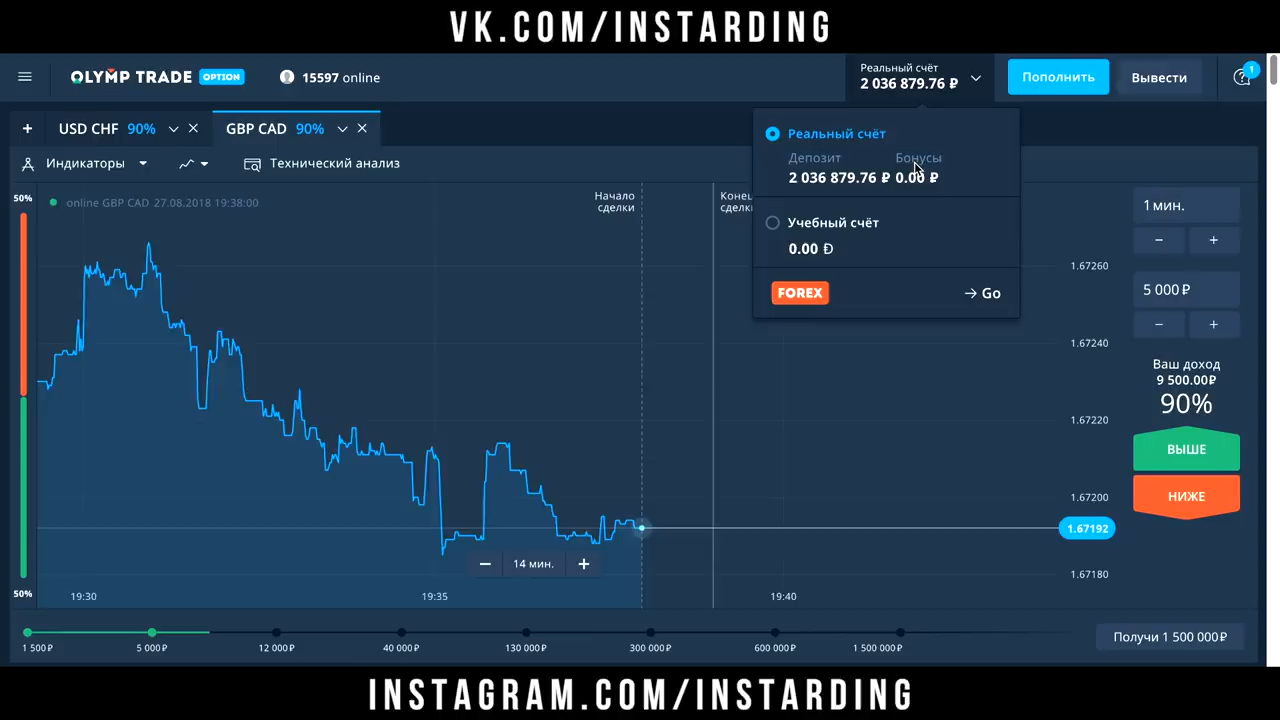 VK.COM/INSTARDING
OLYMP TRADE OPTION
15597 online
Реальный счёт
2 036 879.76 ₽
Пополнить
Вывести
1
+ USD CHF 90%
GBP CAD 90%
Индикаторы
Технический анализ
Реальный счёт
Депозит Бонусы
2 036 879.76 ₽ 0.00 ₽
Учебный счёт
0.00 Đ
FOREX → Go
50%
online GBP CAD 27.08.2018 19:38:00
Начало
сделки
1 мин.
− +
5 000 ₽
− +
Ваш доход
9 500.00₽
90%
ВЫШЕ
НИЖЕ
1.67260
1.67240
1.67220
1.67200
1.67192
1.67180
− 14 мин. +
50%
19:30 19:35 19:40
1 500₽ 5 000₽ 12 000₽ 40 000₽ 130 000₽ 300 000₽ 600 000₽ 1 500 000₽
Получи 1 500 000₽
INSTAGRAM.COM/INSTARDING